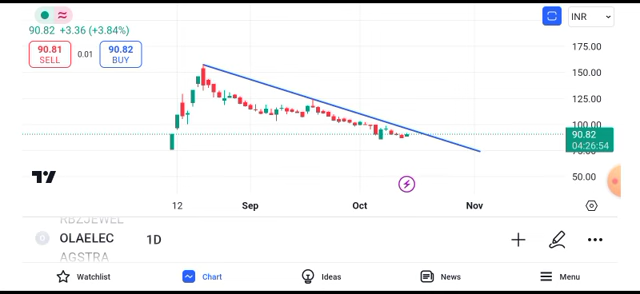 90.82 +3.36 (+3.84%)
INR
90.81
SELL
0.01
90.82
BUY
175.00
150.00
125.00
100.00
90.82
04:26:54
75.00
50.00
12 Sep Oct Nov
RBZJEWEL
OLAELEC 1D
AGSTRA
Watchlist Chart Ideas News Menu